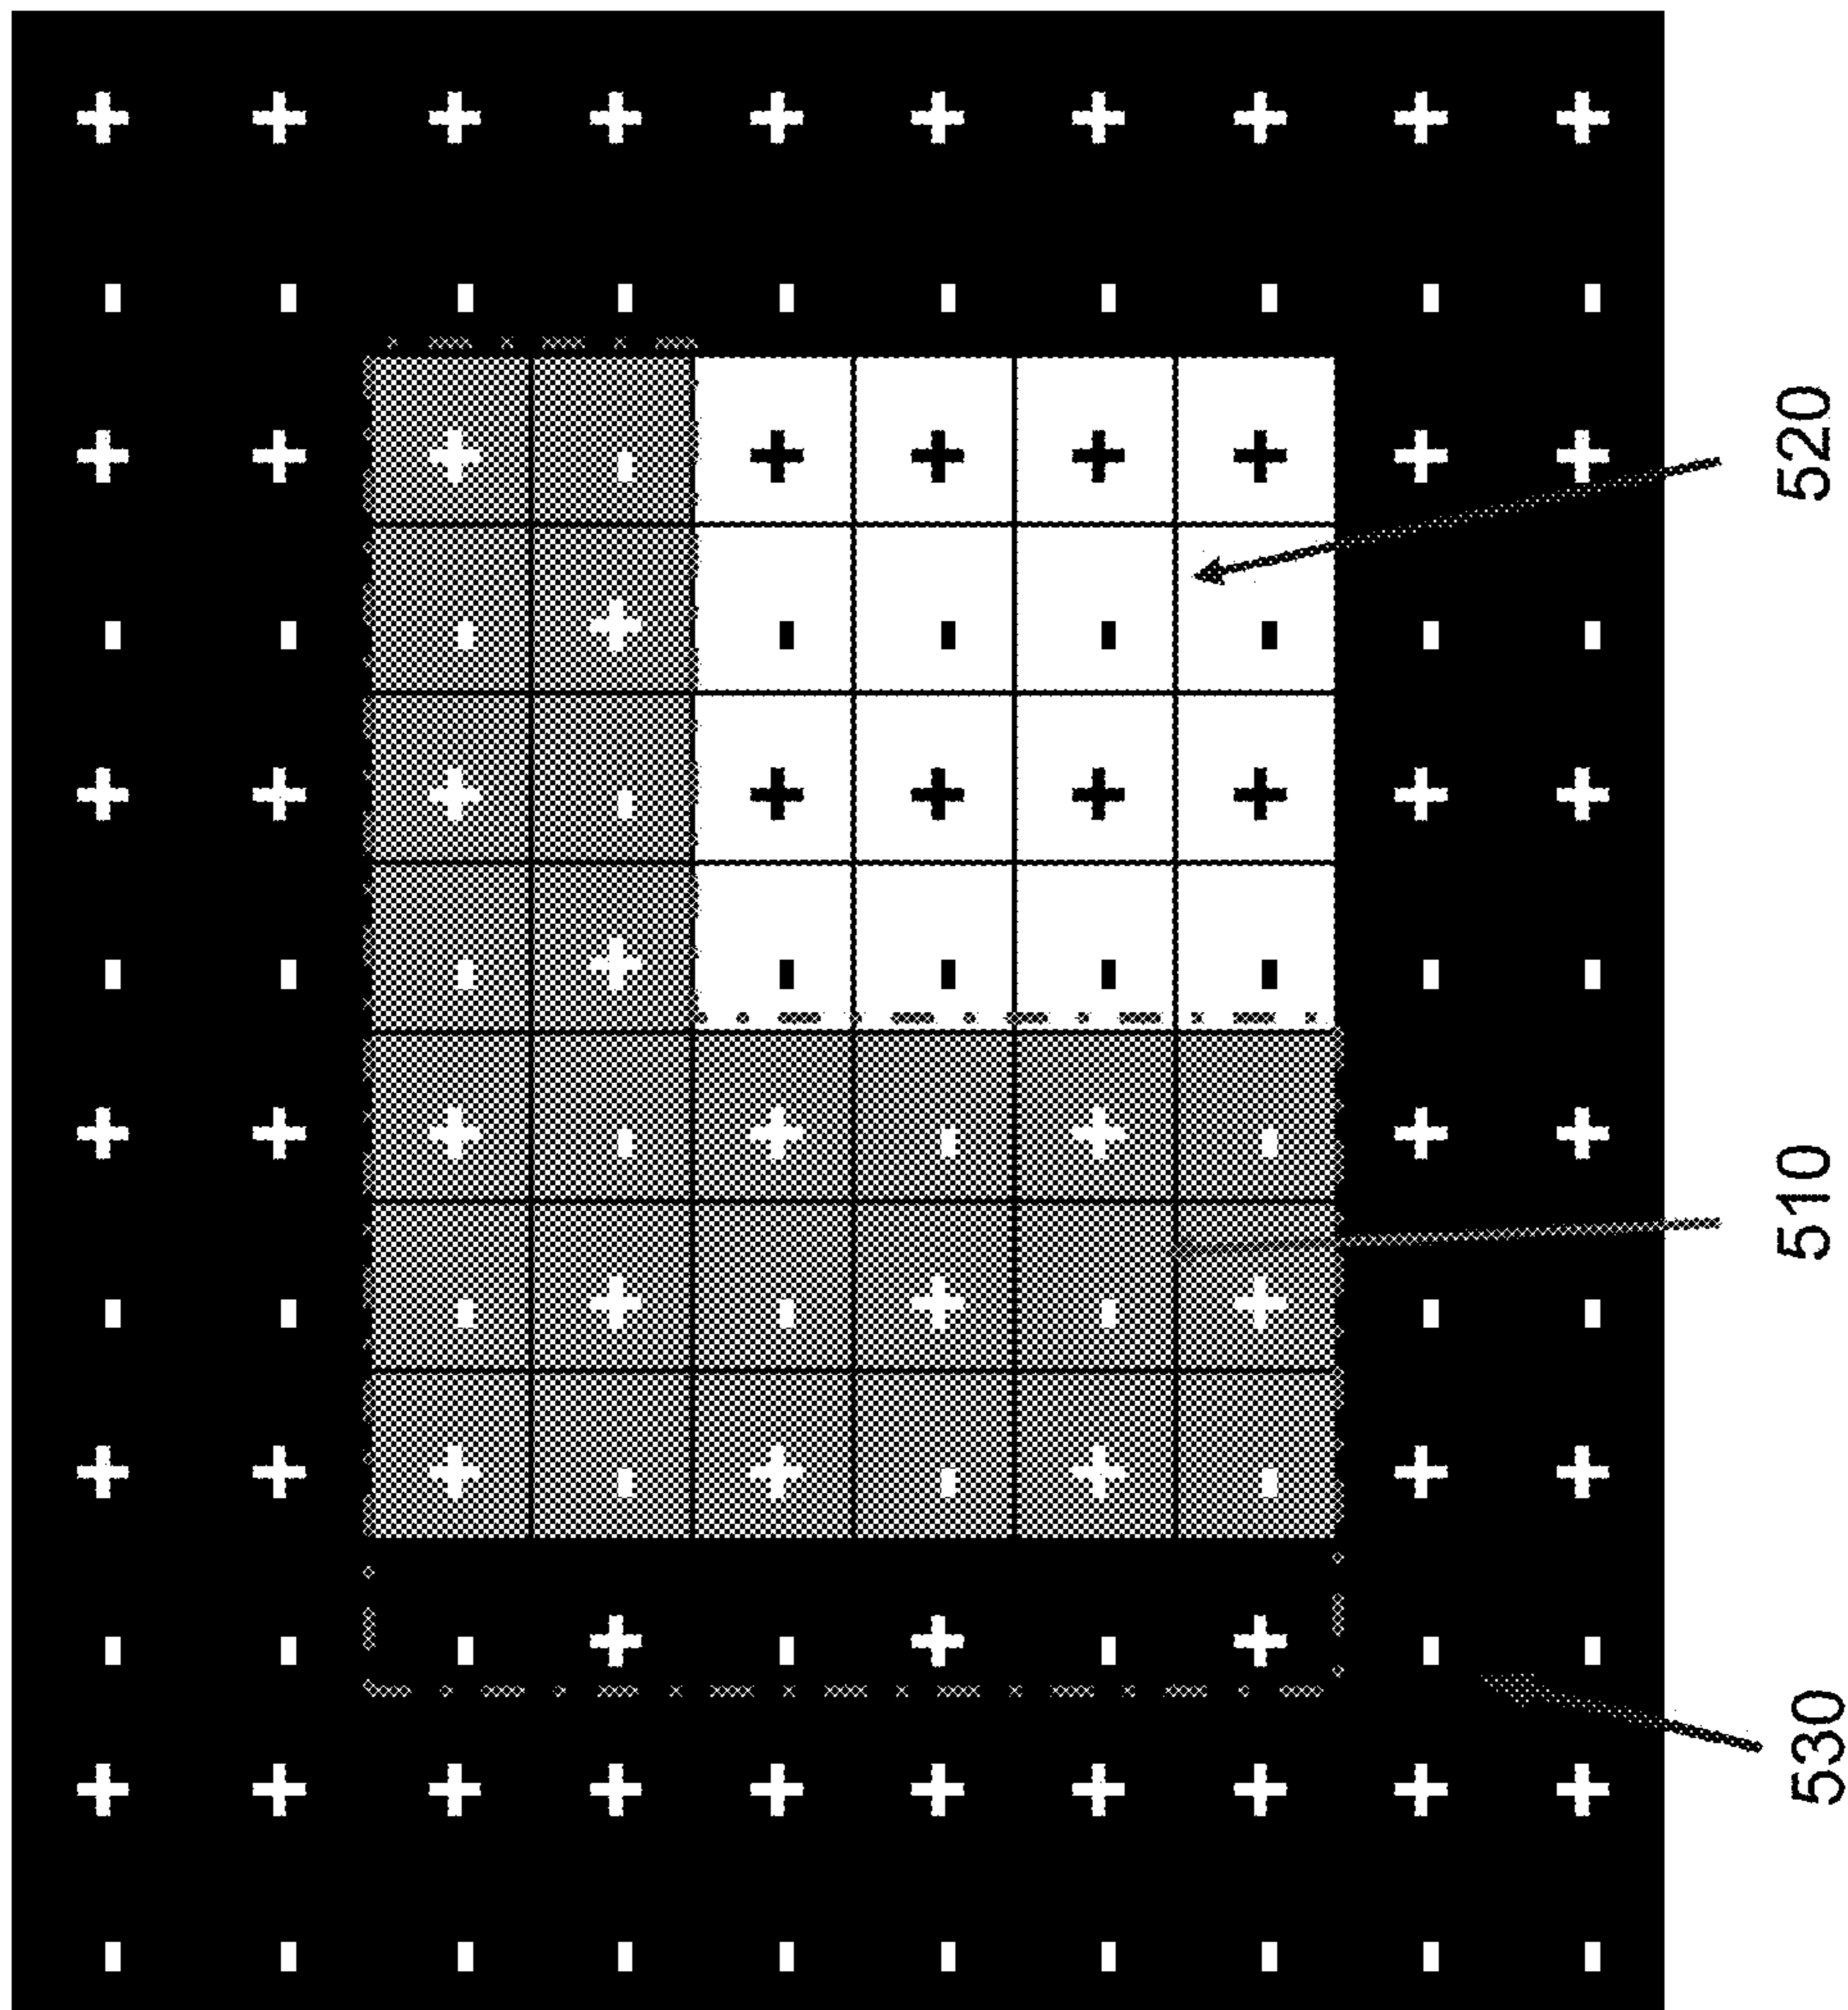 - + - + - + - + - + - +
- + - + - + - + - + - +
- + - + - + - + - + - +
- + + - + - + - + - - +
- + - + - + - + - + - +
- + + - + - - + - + - +
- + - + - + - + - + - +
- + + - + - - + - + - +
- + - + - + - + - + - +
- + - + - + - + - + - +
530 510 520